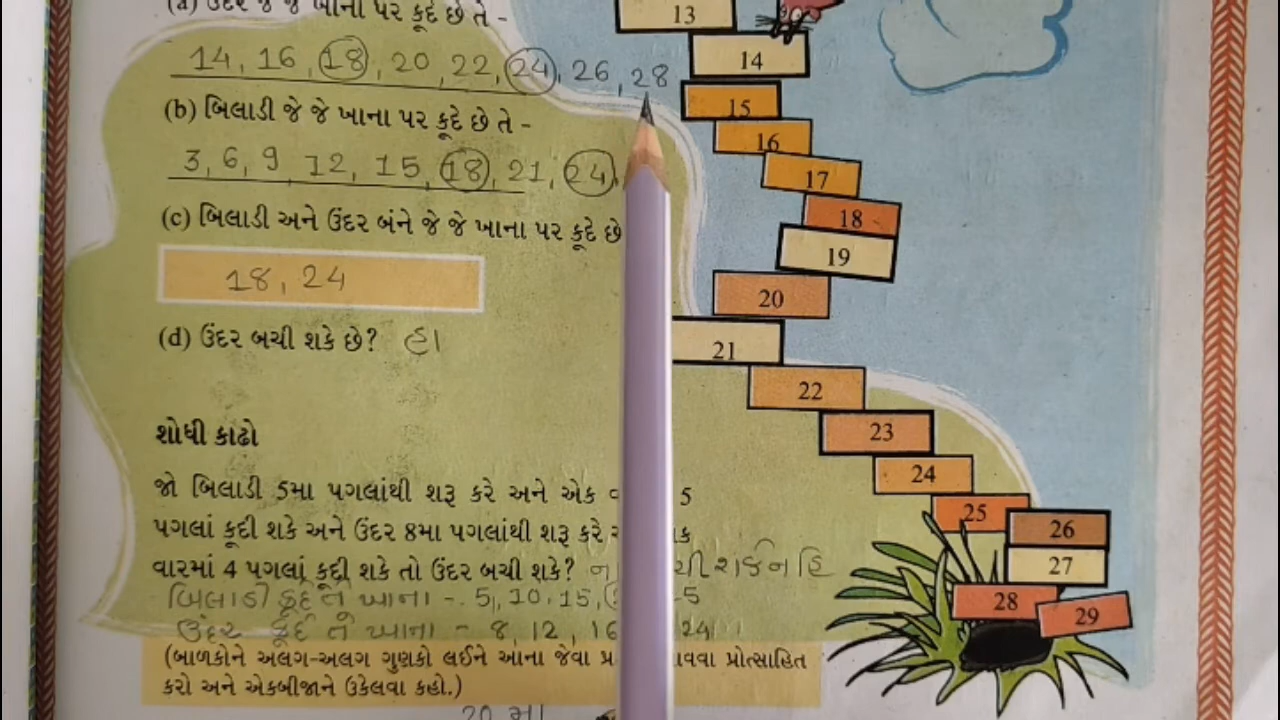 (a) ઉંદર જે જે ખાના પર કૂદે છે તે -
14, 16, 18, 20, 22, 24, 26, 28
(b) બિલાડી જે જે ખાના પર કૂદે છે તે -
3, 6, 9, 12, 15, 18, 21, 24
(c) બિલાડી અને ઉંદર બંને જે જે ખાના પર કૂદે છે
18, 24
(d) ઉંદર બચી શકે છે? હા
શોધી કાઢો
જો બિલાડી 5મા પગલાંથી શરૂ કરે અને એક 5
પગલાં કૂદી શકે અને ઉંદર 8મા પગલાંથી શરૂ કરે
વારમાં 4 પગલાં કૂદી શકે તો ઉંદર બચી શકે?
બિલાડી કૂદે તે ખાના - 5, 10, 15,
ઉંદર કૂદે તે ખાના - 8, 12, 16 24
(બાળકોને અલગ-અલગ ગુણકો લઈને આના જેવા પ્રોત્સાહિત
કરો અને એકબીજાને ઉકેલવા કહો.)
20 મા
13
14
15
16
17
18
19
20
21
22
23
24
25
26
27
28
29